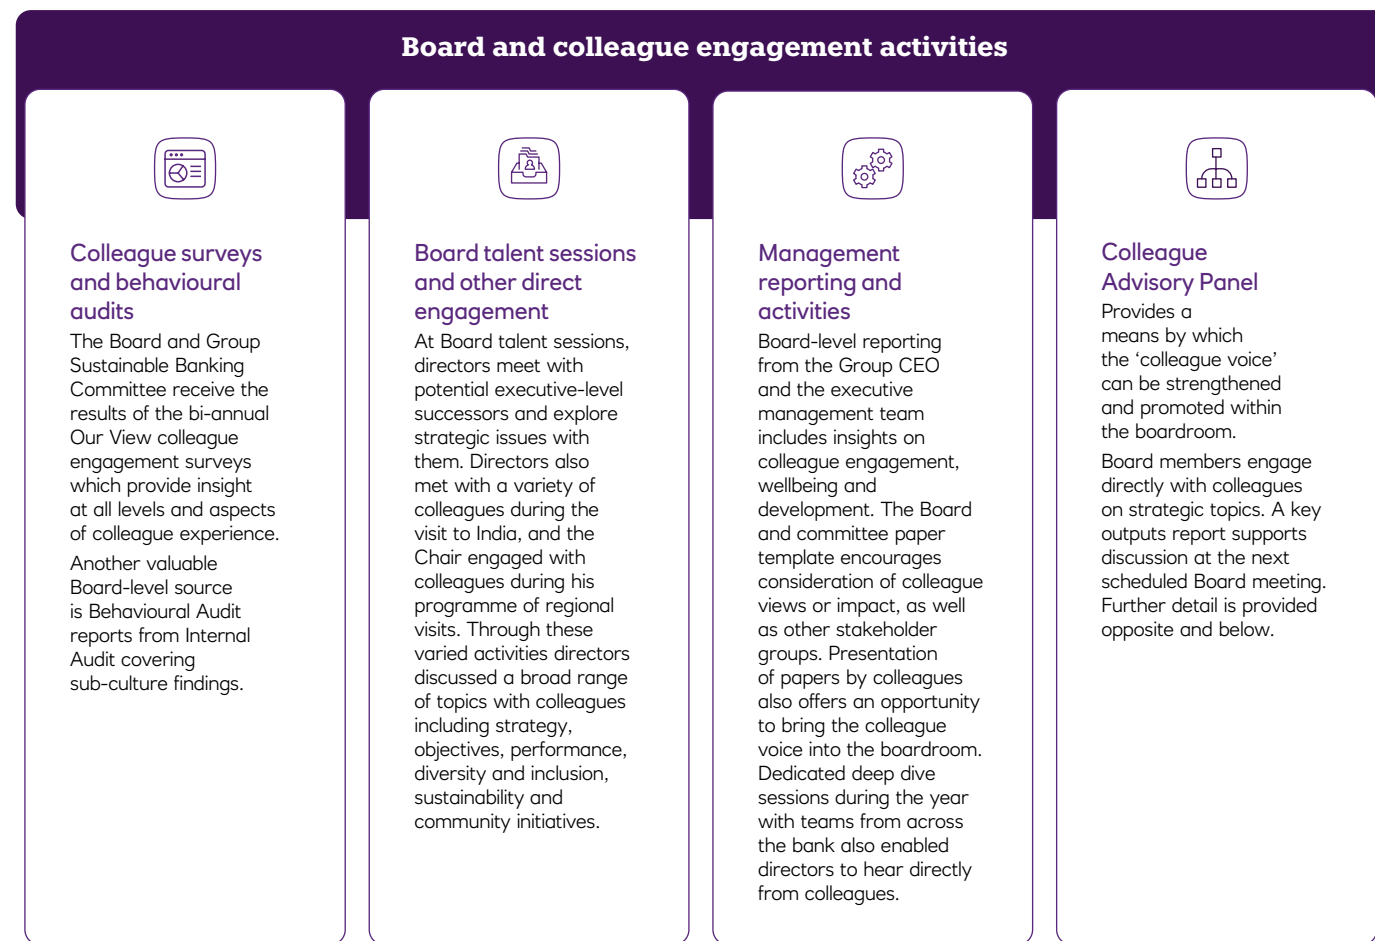 Board and colleague engagement activities
Colleague surveys
and behavioural
audits
The Board and Group
Sustainable Banking
Committee receive the
results of the bi-annual
Our View colleague
engagement surveys
which provide insight
at all levels and aspects
of colleague experience.
Another valuable
Board-level source
is Behavioural Audit
reports from Internal
Audit covering
sub-culture findings.
Board talent sessions
and other direct
engagement
At Board talent sessions,
directors meet with
potential executive-level
successors and explore
strategic issues with
them. Directors also
met with a variety of
colleagues during the
visit to India, and the
Chair engaged with
colleagues during his
programme of regional
visits. Through these
varied activities directors
discussed a broad range
of topics with colleagues
including strategy,
objectives, performance,
diversity and inclusion,
sustainability and
community initiatives.
Management
reporting and
activities
Board-level reporting
from the Group CEO
and the executive
management team
includes insights on
colleague engagement,
wellbeing and
development. The Board
and committee paper
template encourages
consideration of colleague
views or impact, as well
as other stakeholder
groups. Presentation
of papers by colleagues
also offers an opportunity
to bring the colleague
voice into the boardroom.
Dedicated deep dive
sessions during the year
with teams from across
the bank also enabled
directors to hear directly
from colleagues.
Colleague
Advisory Panel
Provides a
means by which
the ‘colleague voice’
can be strengthened
and promoted within
the boardroom.
Board members engage
directly with colleagues
on strategic topics. A key
outputs report supports
discussion at the next
scheduled Board meeting.
Further detail is provided
opposite and below.